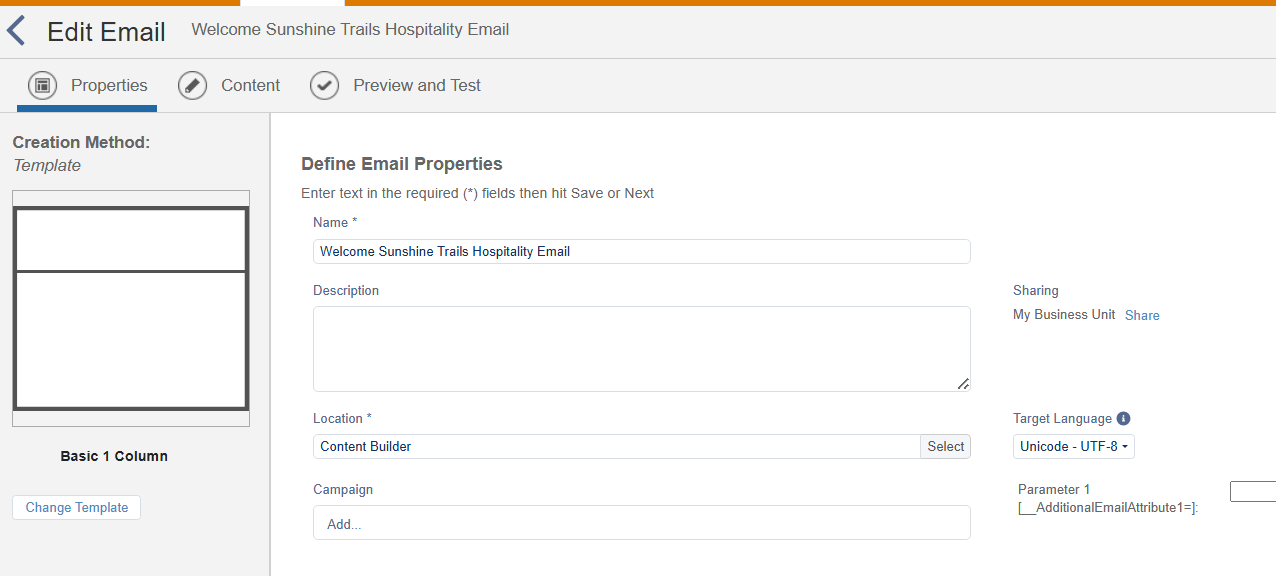 Edit Email
Welcome Sunshine Trails Hospitality Email
Properties
Content
Preview and Test
Creation Method:
Template
Basic 1 Column
Change Template
Define Email Properties
Enter text in the required (*) fields then hit Save or Next
Name *
Welcome Sunshine Trails Hospitality Email
Description
Sharing
My Business Unit Share
Location *
Content Builder
Select
Target Language
Unicode - UTF-8
Campaign
Add...
Parameter 1
[__AdditionalEmailAttribute1=]: